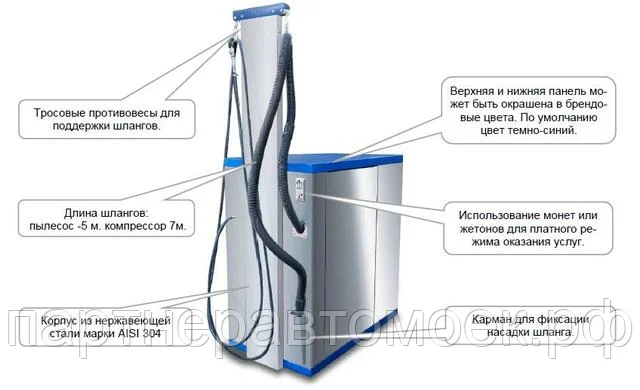 Тросовые противовесы для
поддержки шлангов.
Верхняя и нижняя панель мо-
жет быть окрашена в брендо-
вые цвета. По умолчанию
цвет темно-синий.
Длина шлангов:
пылесос -5 м. компрессор 7м.
Использование монет или
жетонов для платного ре-
жима оказания услуг.
Корпус из нержавеющей
стали марки AISI 304
Карман для фиксации
насадки шланга.
партнеравтомоек.рф